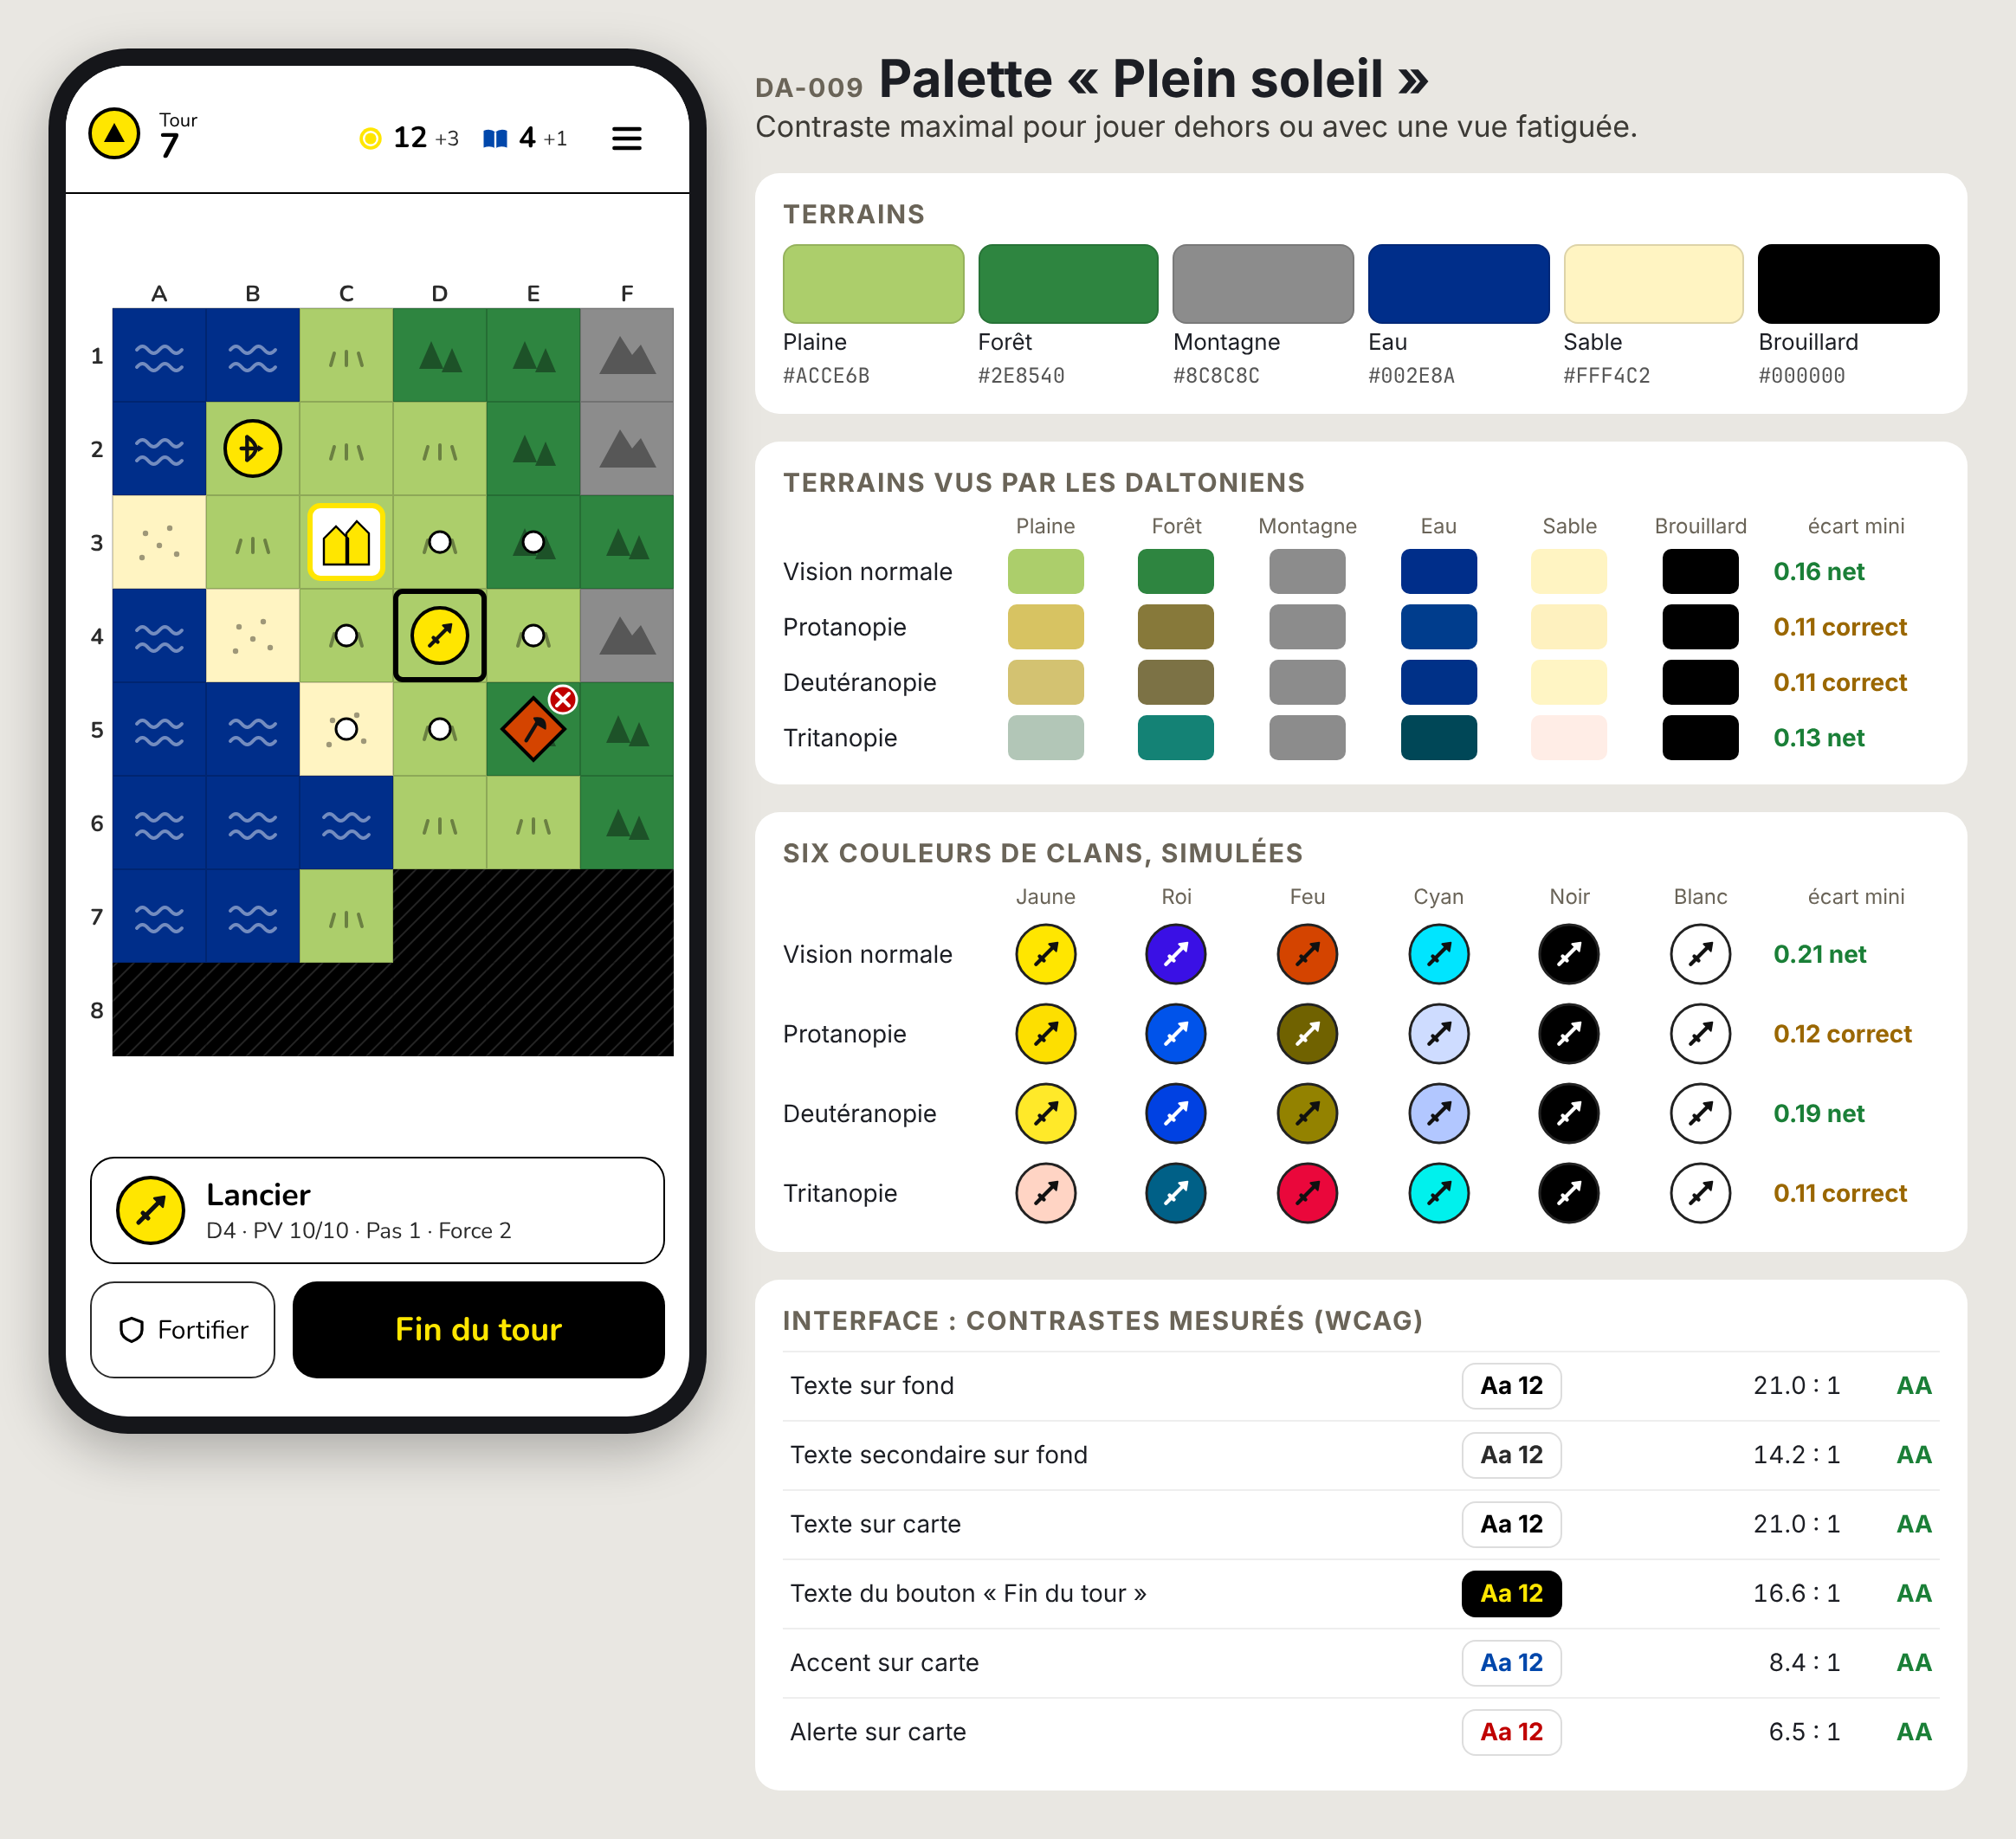 Tour
7
12 +3
4 +1
A B C D E F
1
2
3
4
5
6
7
8
Lancier
D4 · PV 10/10 · Pas 1 · Force 2
Fortifier
Fin du tour
DA-009 Palette « Plein soleil »
Contraste maximal pour jouer dehors ou avec une vue fatiguée.
TERRAINS
Plaine Forêt Montagne Eau Sable Brouillard
#ACCE6B #2E8540 #8C8C8C #002E8A #FFF4C2 #000000
TERRAINS VUS PAR LES DALTONIENS
Plaine Forêt Montagne Eau Sable Brouillard écart mini
Vision normale 0.16 net
Protanopie 0.11 correct
Deutéranopie 0.11 correct
Tritanopie 0.13 net
SIX COULEURS DE CLANS, SIMULÉES
Jaune Roi Feu Cyan Noir Blanc écart mini
Vision normale 0.21 net
Protanopie 0.12 correct
Deutéranopie 0.19 net
Tritanopie 0.11 correct
INTERFACE : CONTRASTES MESURÉS (WCAG)
Texte sur fond Aa 12 21.0 : 1 AA
Texte secondaire sur fond Aa 12 14.2 : 1 AA
Texte sur carte Aa 12 21.0 : 1 AA
Texte du bouton « Fin du tour » Aa 12 16.6 : 1 AA
Accent sur carte Aa 12 8.4 : 1 AA
Alerte sur carte Aa 12 6.5 : 1 AA